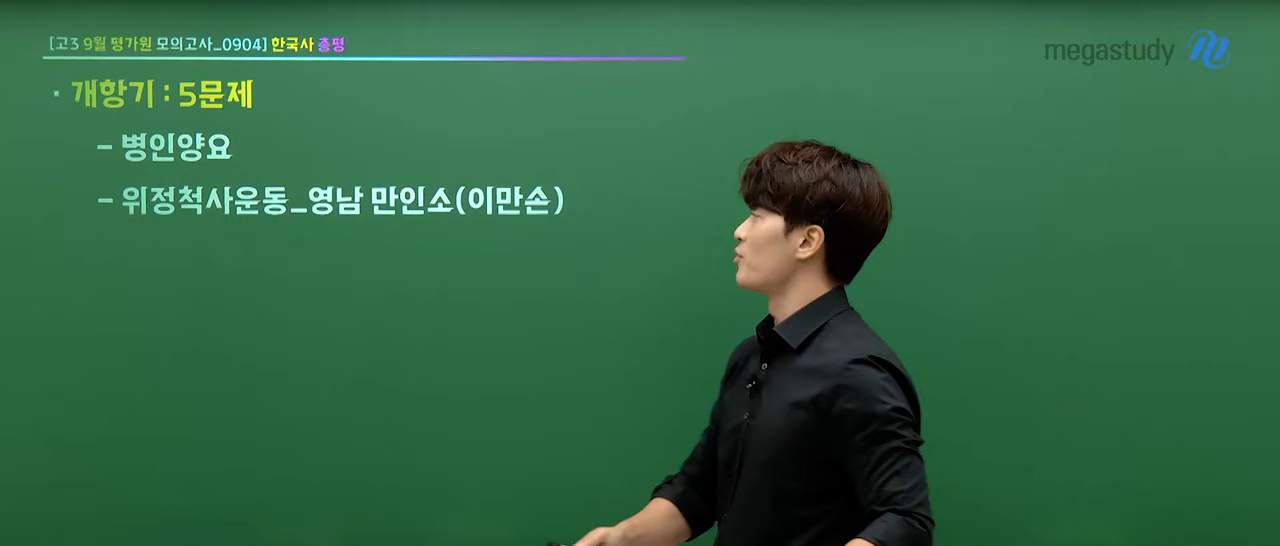 [고3 9월 평가원 모의고사_0904] 한국사 총평
megastudy
· 개항기 : 5문제
– 병인양요
– 위정척사운동_영남 만인소(이만손)